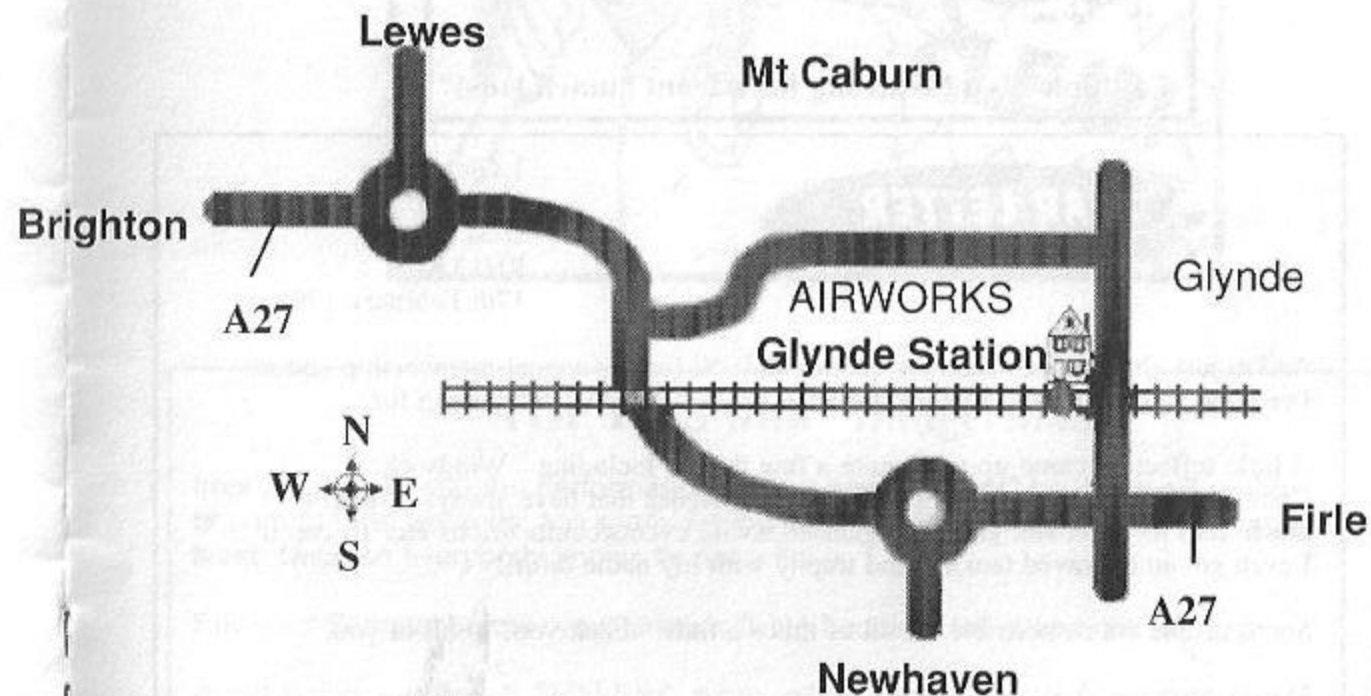 Lewes
Mt Caburn
Brighton
A27
Glynde
AIRWORKS
Glynde Station
N
W E
S
Firle
A27
Newhaven